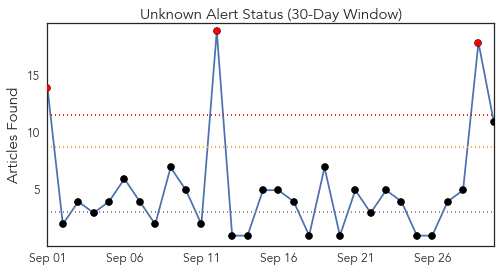 Unknown Alert Status (30-Day Window)
Articles Found
15
10
5
Sep 01 Sep 06 Sep 11 Sep 16 Sep 21 Sep 26